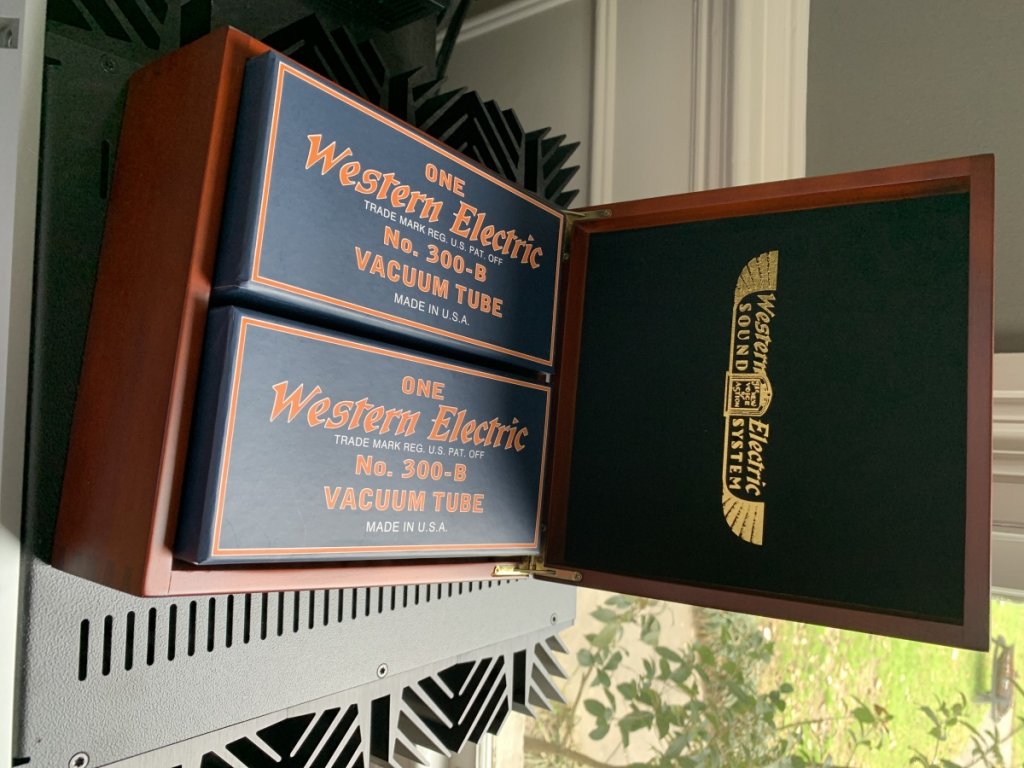 ONE
Western Electric
TRADE MARK REG. U.S. PAT. OFF
No. 300-B
VACUUM TUBE
MADE IN U.S.A.
ONE
Western Electric
TRADE MARK REG. U.S. PAT. OFF
No. 300-B
VACUUM TUBE
MADE IN U.S.A.
Western Electric
SOUND SYSTEM